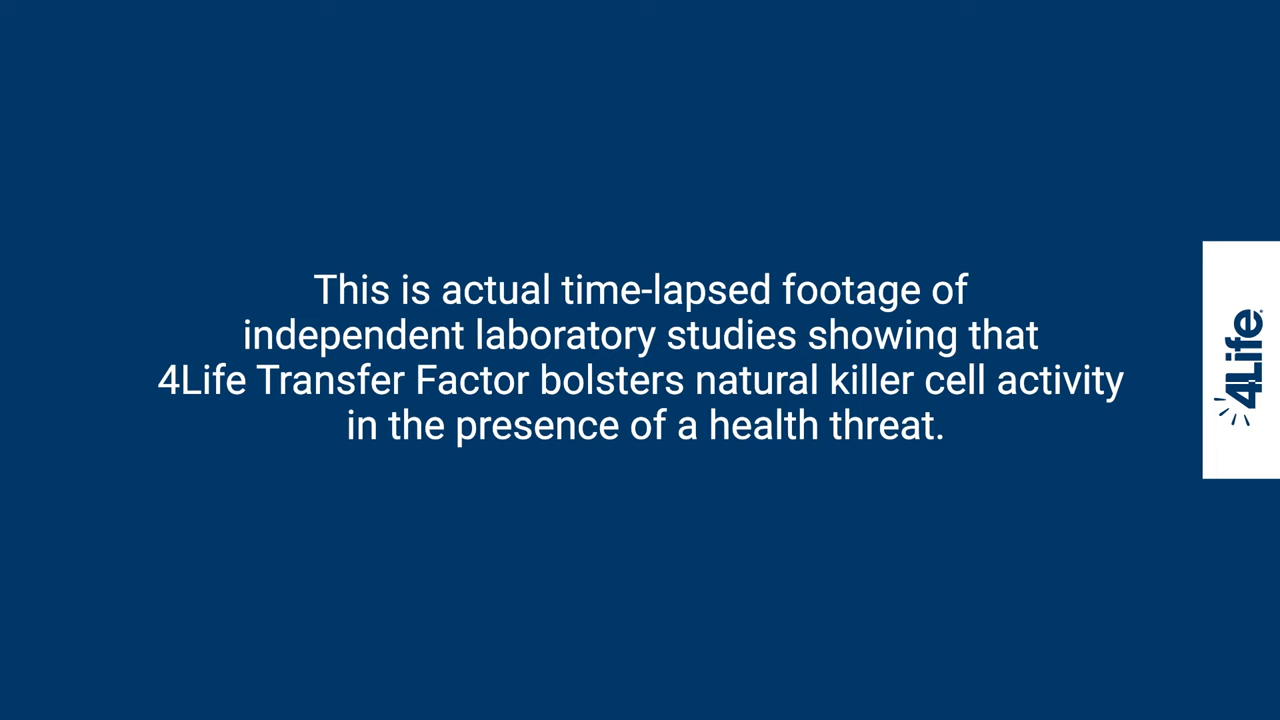 This is actual time-lapsed footage of
independent laboratory studies showing that
4Life Transfer Factor bolsters natural killer cell activity
in the presence of a health threat.
4Life®